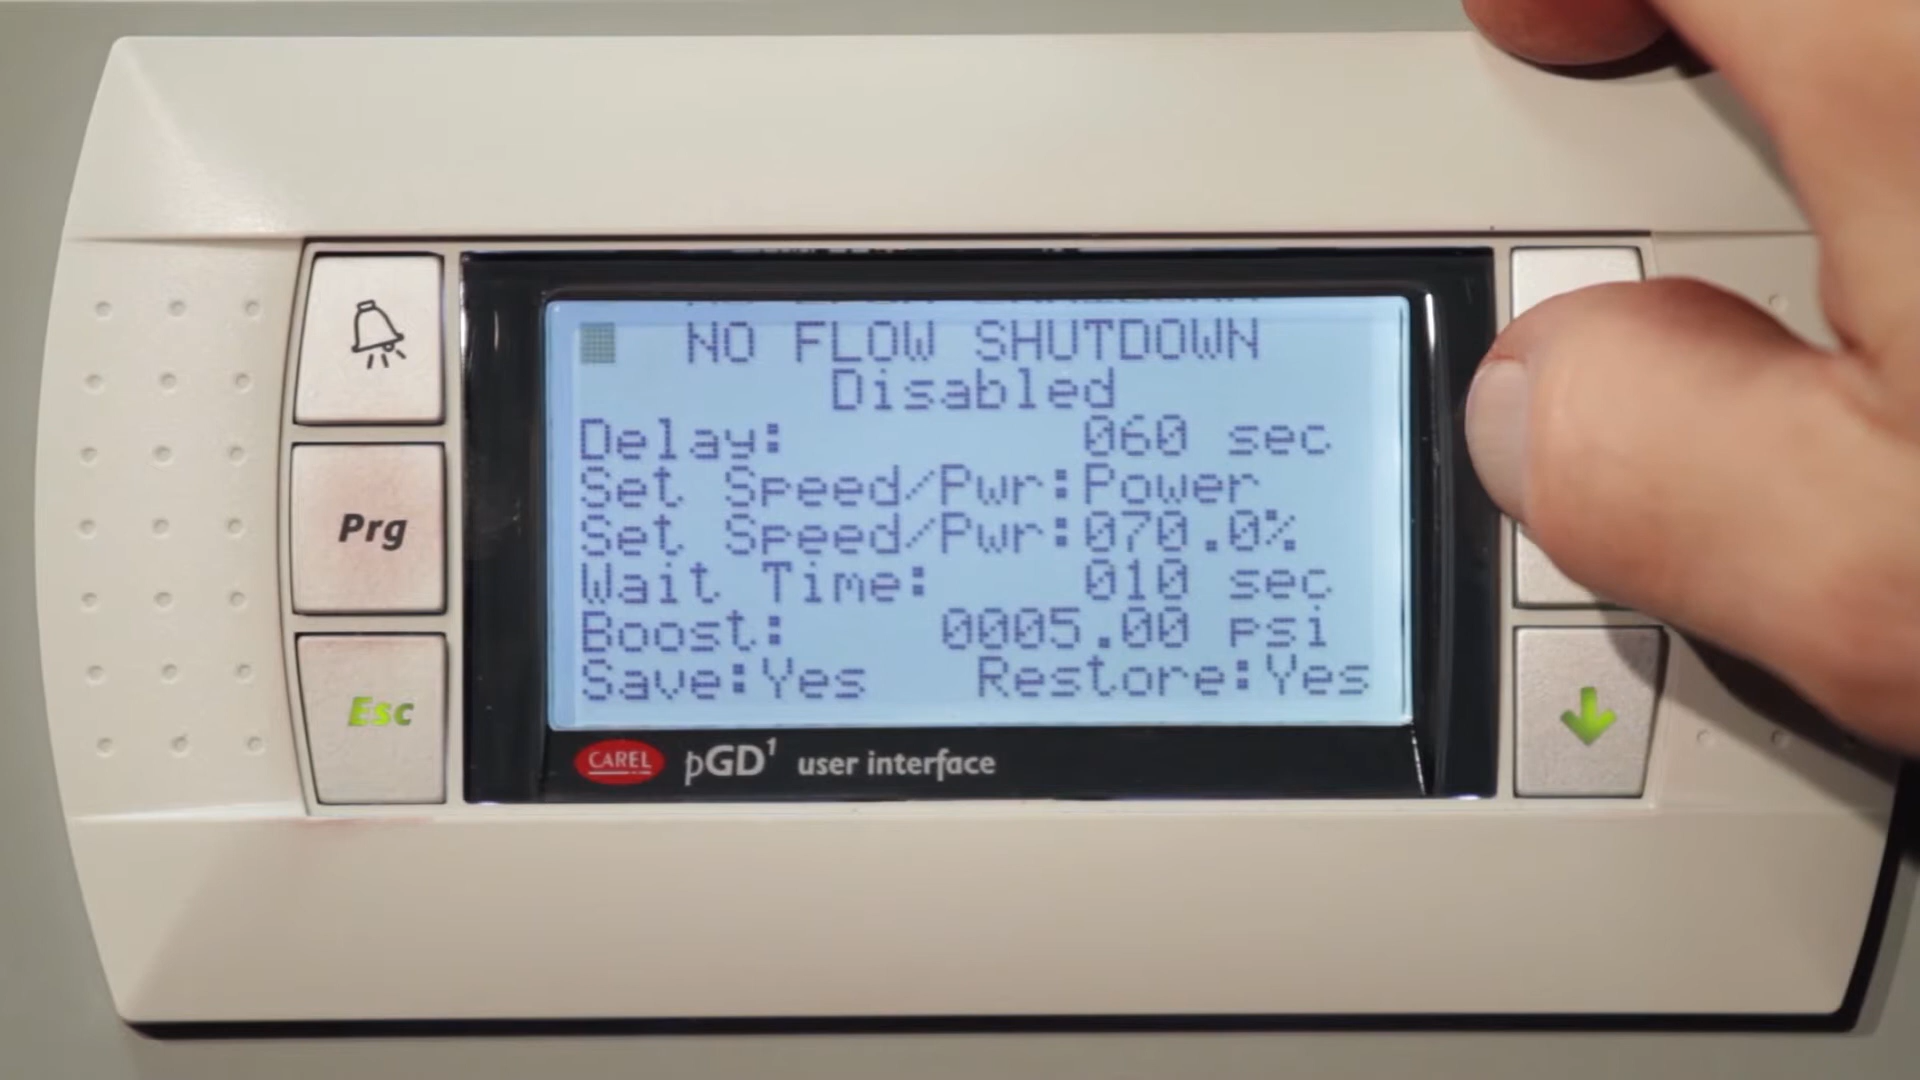 NO FLOW SHUTDOWN
Disabled
Delay: 060 sec
Set Speed/Pwr:Power
Set Speed/Pwr:070.0%
Wait Time: 010 sec
Boost: 0005.00 psi
Save:Yes Restore:Yes
Prg
Esc
CAREL pGD¹ user interface